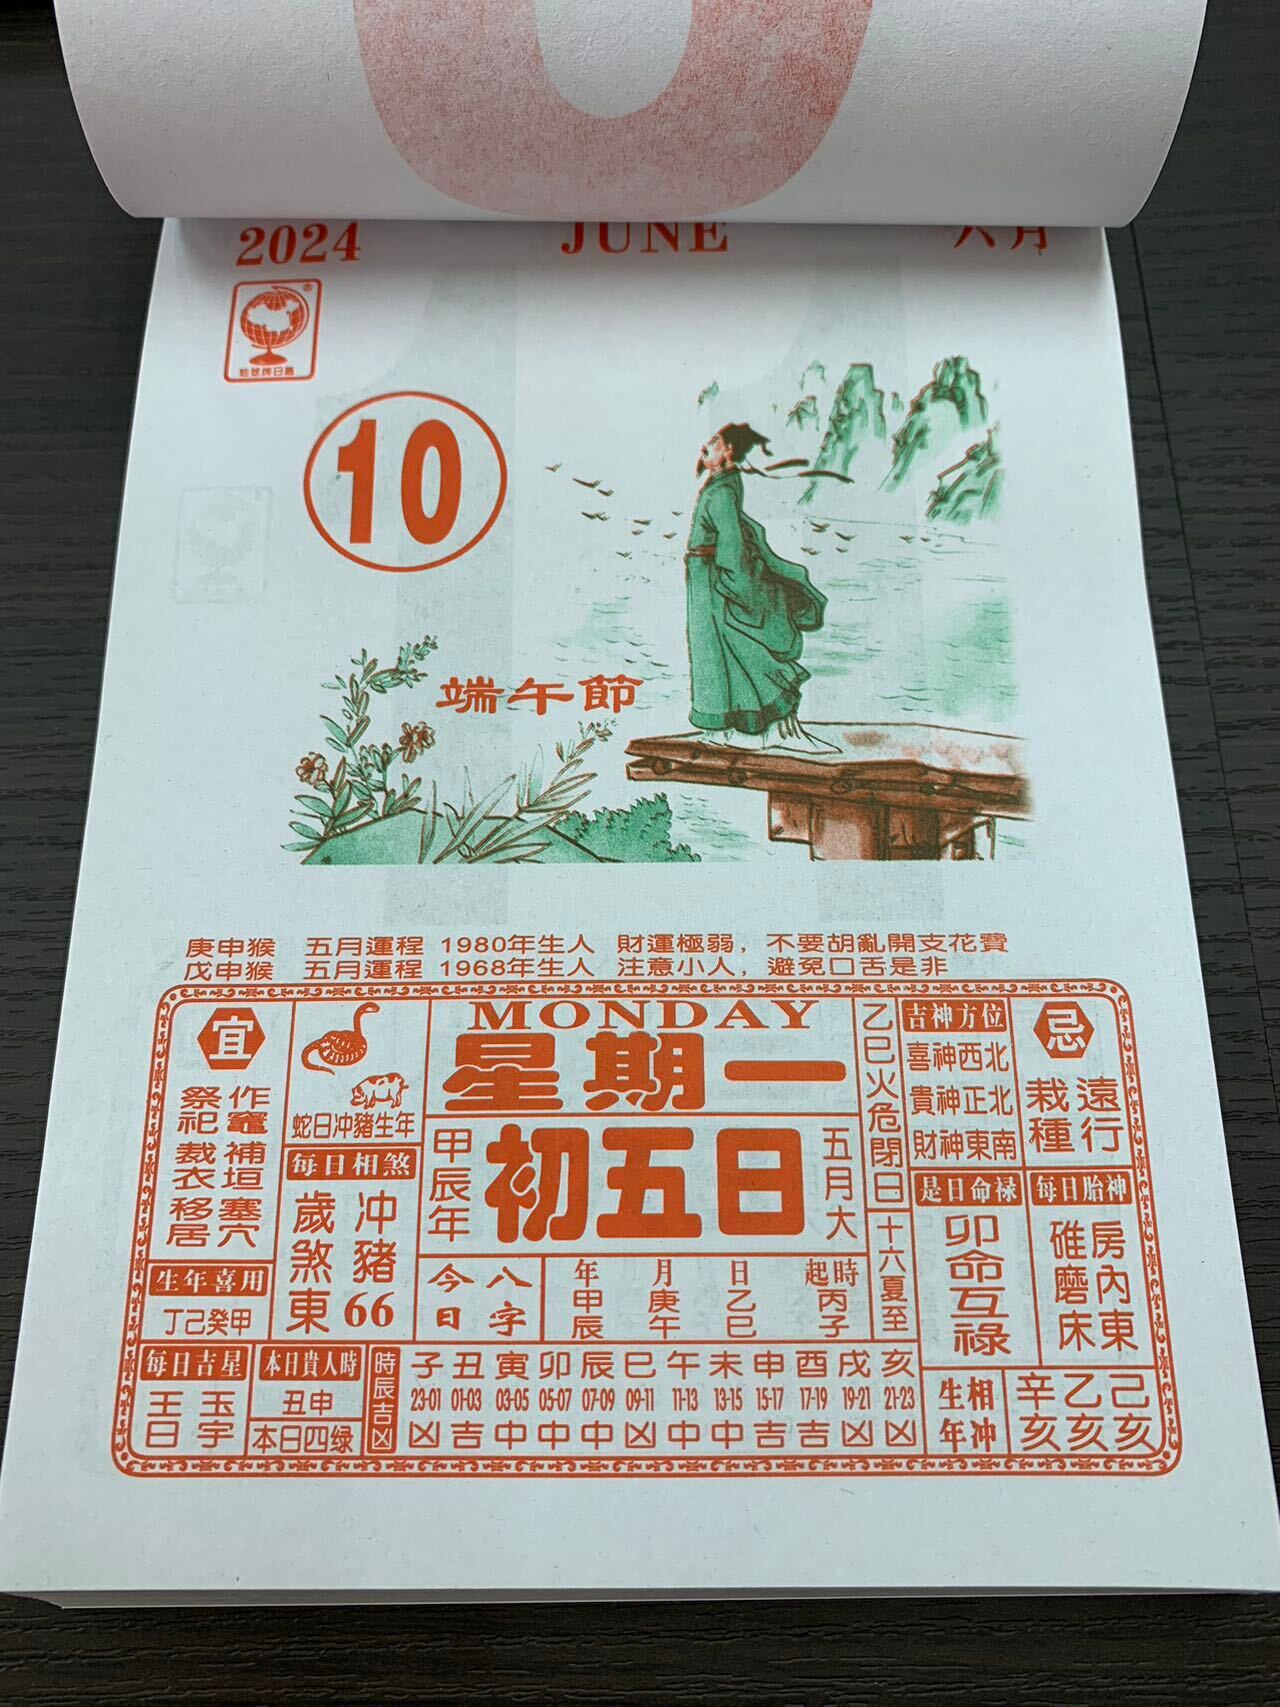 2024 JUNE 六月
地球牌日曆
10
端午節
庚申猴 五月運程 1980年生人 財運極弱，不要胡亂開支花費
戊申猴 五月運程 1968年生人 注意小人，避免口舌是非
宜
作竈 補垣 塞穴
祭祀 裁衣 移居
生年喜用
丁己癸甲
每日吉星
玉宇
王日
蛇日冲豬生年
每日相煞
冲豬66
歲煞東
本日貴人時
丑申
本日四绿
MONDAY
星期一
甲辰年
初五日
五月大
今日八字
年甲辰
月庚午
日乙巳
時起丙子
乙巳火危閉日
十六夏至
吉神方位
喜神西北
貴神正北
財神東南
忌
遠行
栽種
是日命禄
卯命互禄
每日胎神
房內東
碓磨床
時辰吉凶
子 丑 寅 卯 辰 巳 午 未 申 酉 戌 亥
23-01 01-03 03-05 05-07 07-09 09-11 11-13 13-15 15-17 17-19 19-21 21-23
凶 吉 中 中 中 凶 中 中 吉 吉 凶 凶
相冲生年
己亥 乙亥 辛亥